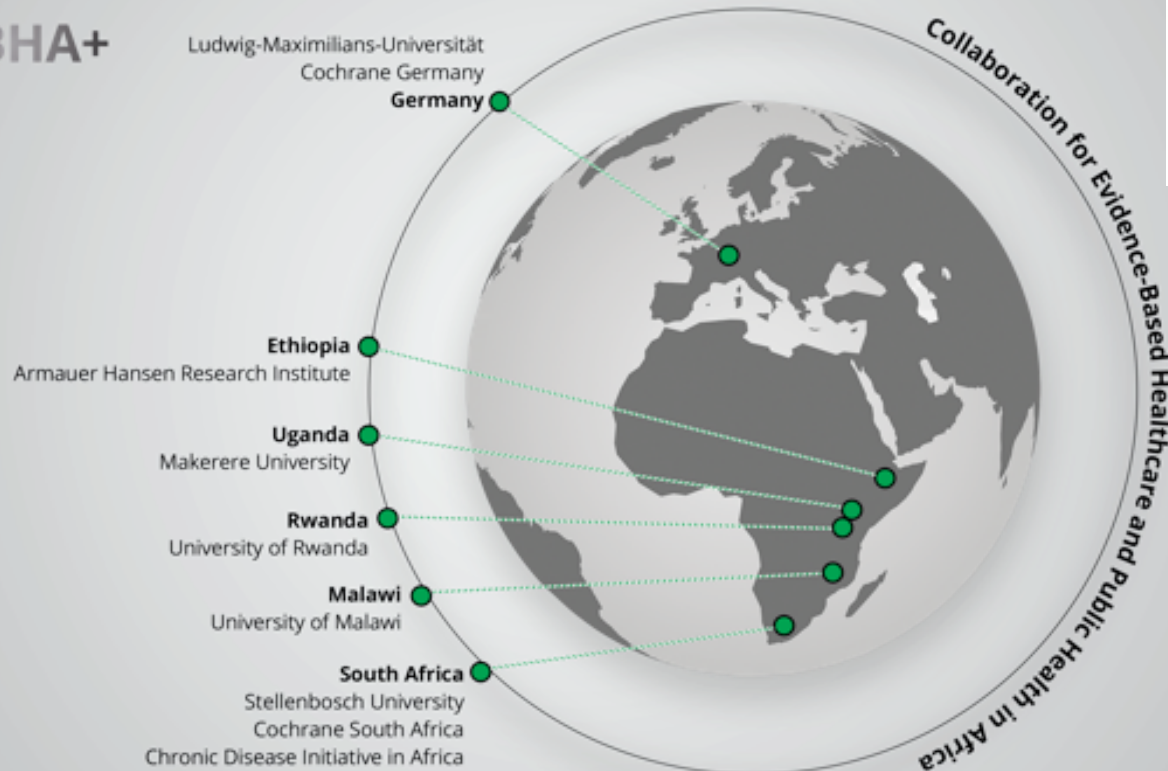 BHA+
Ludwig-Maximilians-Universität
Cochrane Germany
Germany
Ethiopia
Armauer Hansen Research Institute
Uganda
Makerere University
Rwanda
University of Rwanda
Malawi
University of Malawi
South Africa
Stellenbosch University
Cochrane South Africa
Chronic Disease Initiative in Africa
Collaboration for Evidence-Based Healthcare and Public Health in Africa